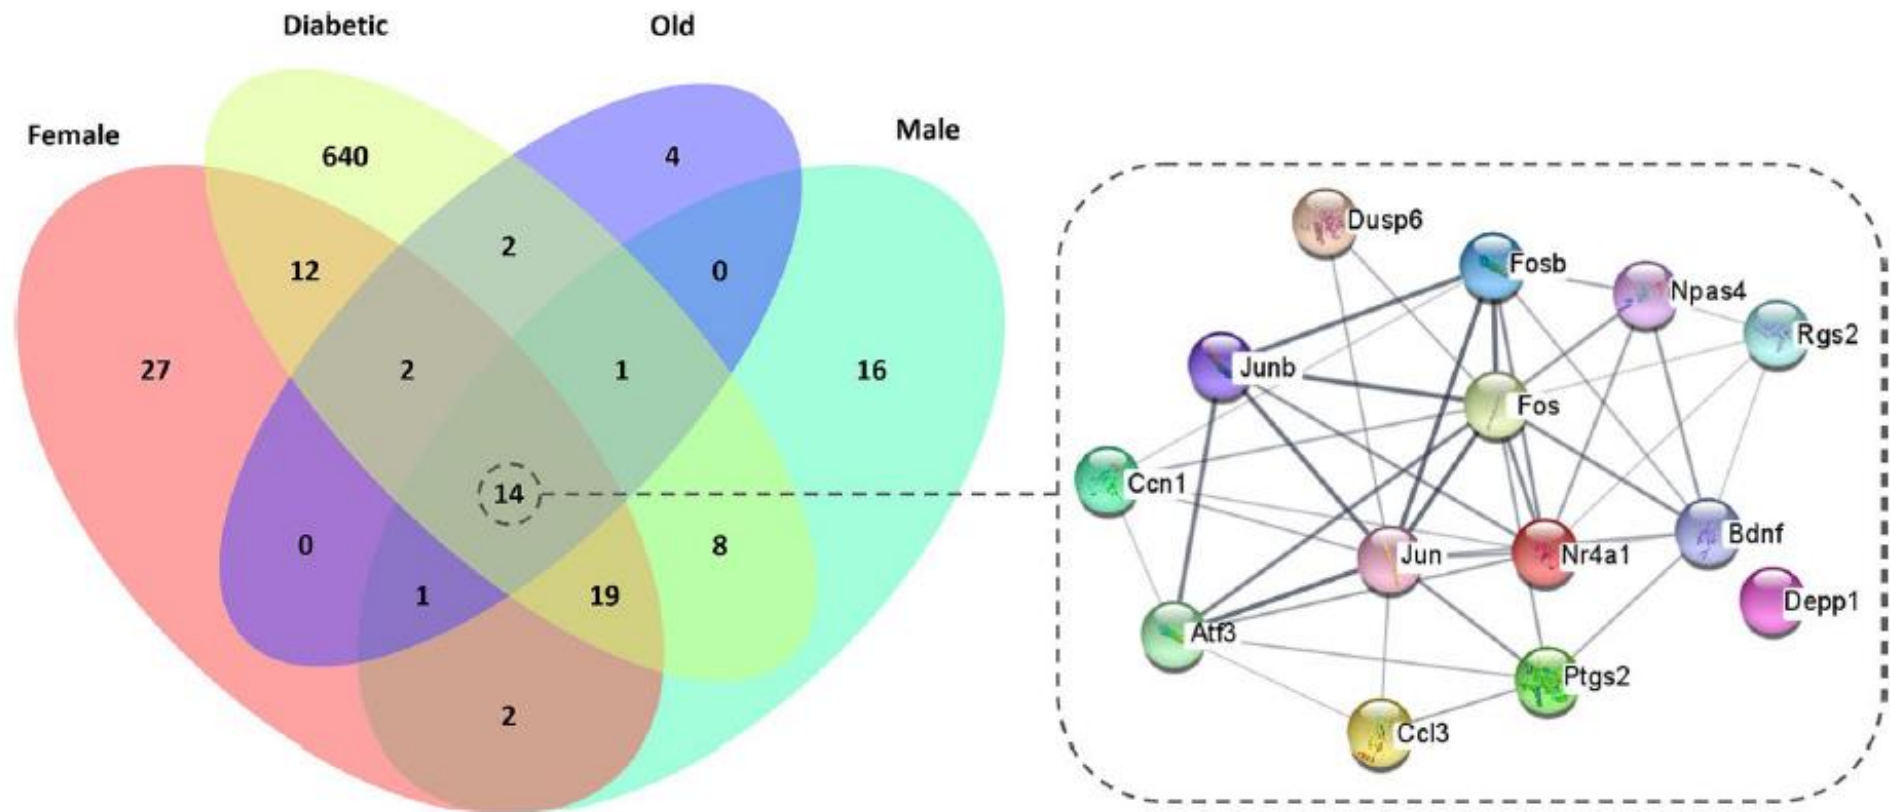 Diabetic
Old
Female
Male
640
4
12
2
0
27
2
1
16
14
0
8
1
19
2
Dusp6
Fosb
Npas4
Rgs2
Junb
Fos
Ccn1
Jun
Nr4a1
Bdnf
Depp1
Atf3
Ptgs2
Ccl3